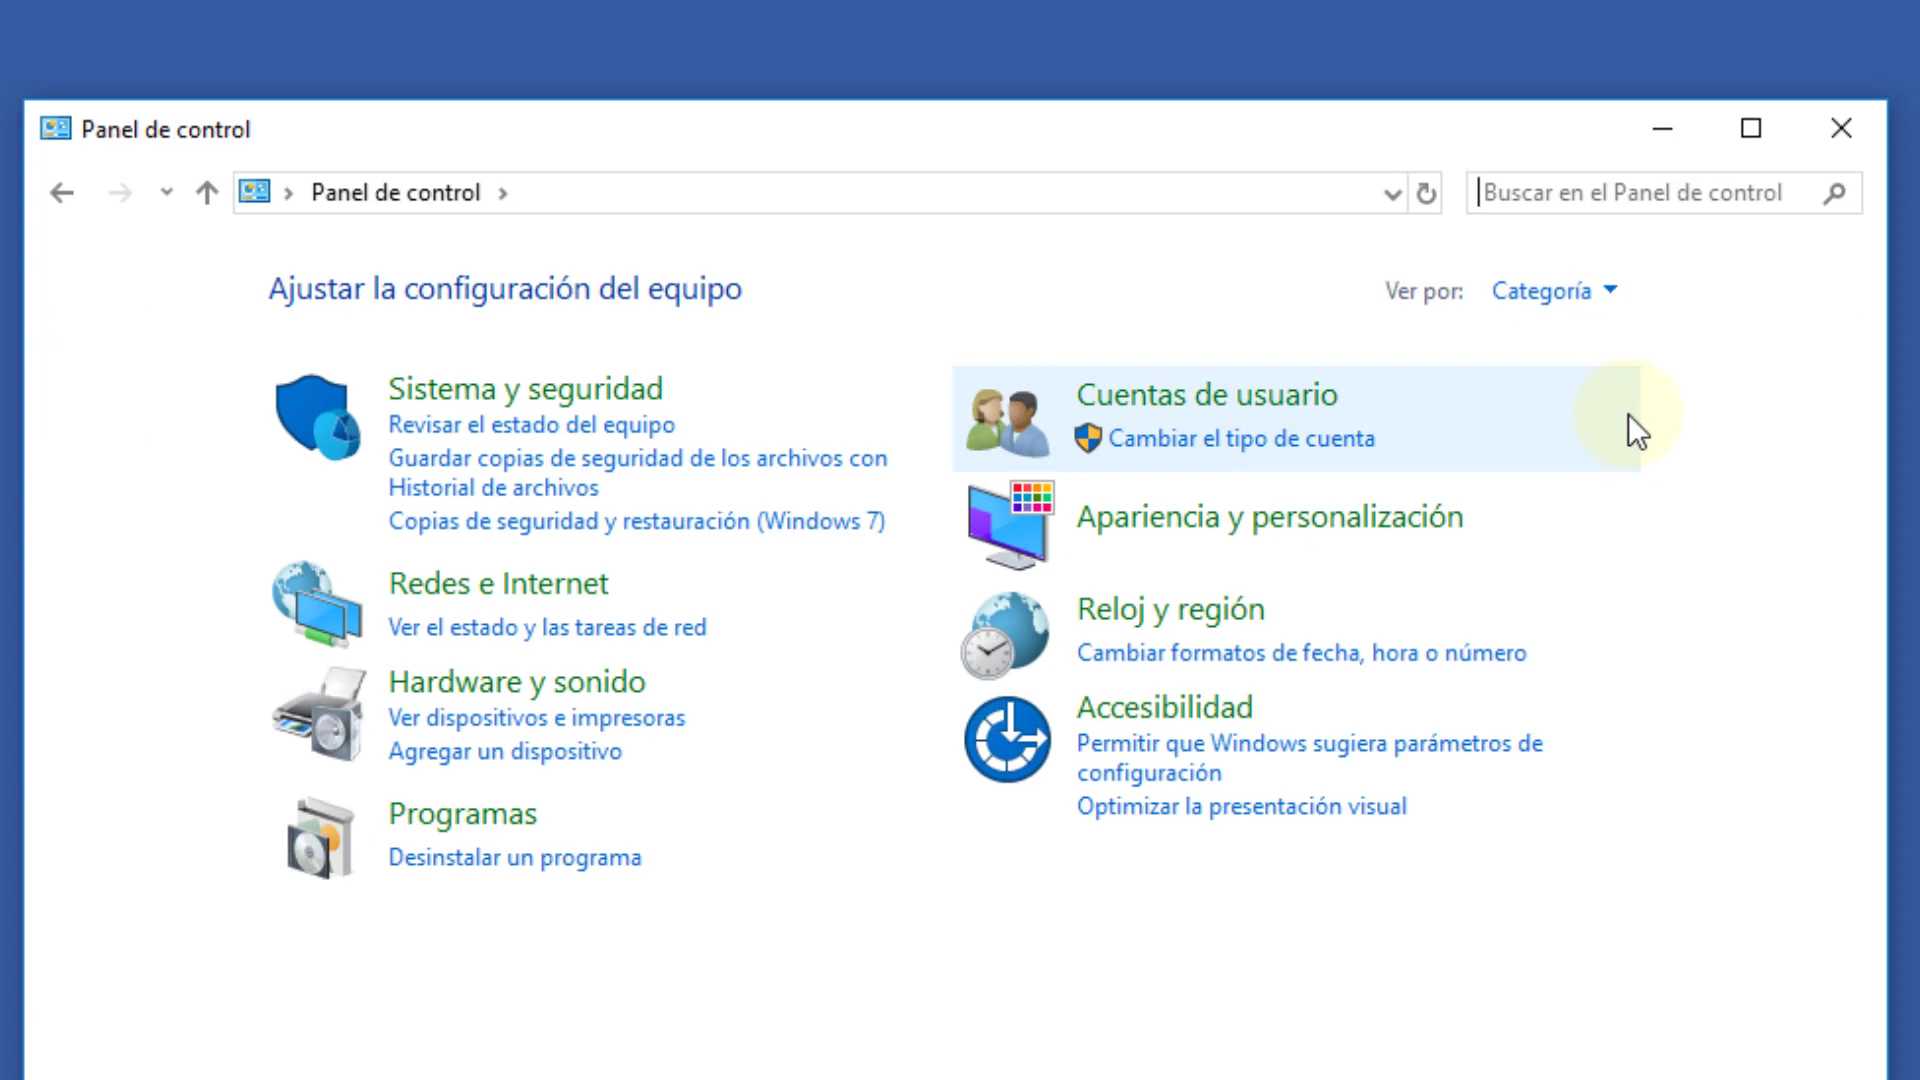 Panel de control
Panel de control
Buscar en el Panel de control
Ajustar la configuración del equipo
Ver por:
Categoría
Sistema y seguridad
Revisar el estado del equipo
Guardar copias de seguridad de los archivos con
Historial de archivos
Copias de seguridad y restauración (Windows 7)
Redes e Internet
Ver el estado y las tareas de red
Hardware y sonido
Ver dispositivos e impresoras
Agregar un dispositivo
Programas
Desinstalar un programa
Cuentas de usuario
Cambiar el tipo de cuenta
Apariencia y personalización
Reloj y región
Cambiar formatos de fecha, hora o número
Accesibilidad
Permitir que Windows sugiera parámetros de
configuración
Optimizar la presentación visual